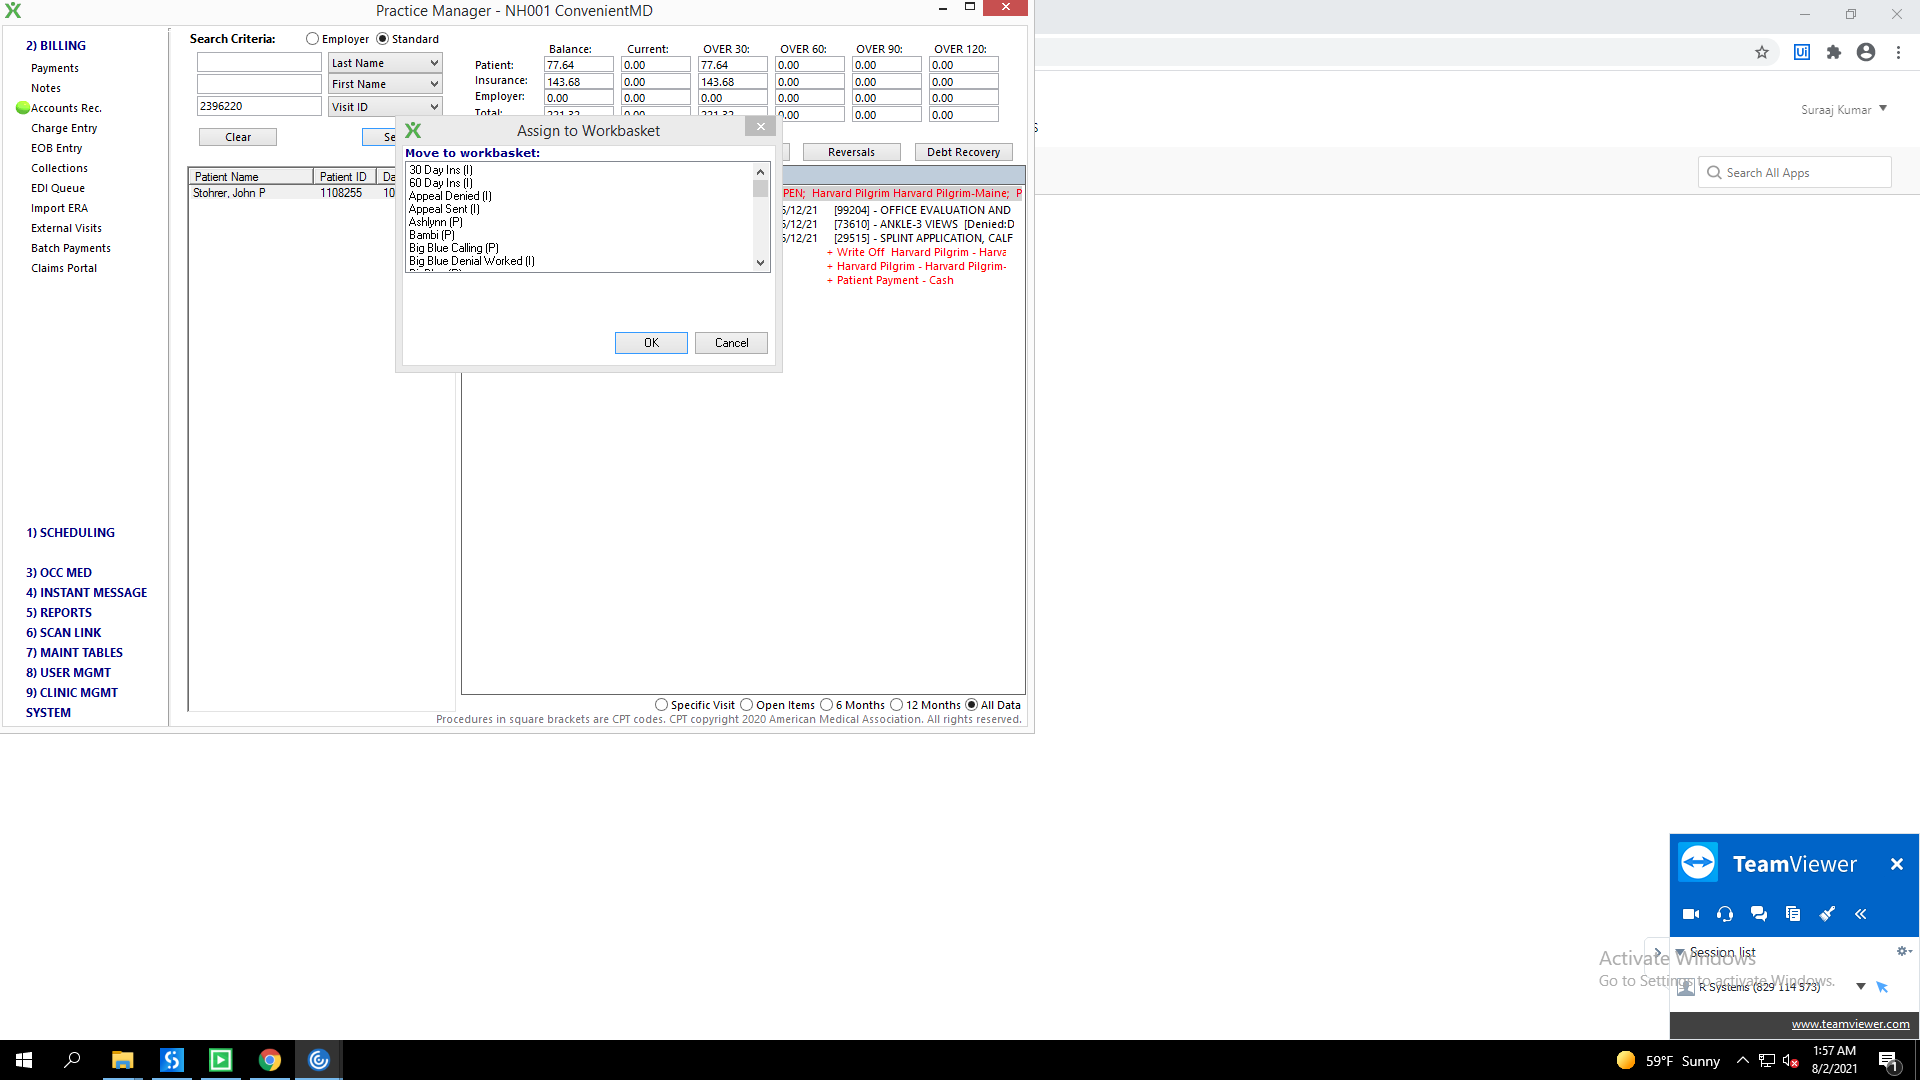 Practice Manager - NH001 ConvenientMD
2) BILLING
Payments
Notes
Accounts Rec.
Charge Entry
EOB Entry
Collections
EDI Queue
Import ERA
External Visits
Batch Payments
Claims Portal
1) SCHEDULING
3) OCC MED
4) INSTANT MESSAGE
5) REPORTS
6) SCAN LINK
7) MAINT TABLES
8) USER MGMT
9) CLINIC MGMT
SYSTEM
Search Criteria: Employer Standard
Last Name
First Name
2396220 Visit ID
Clear Se
Balance: Current: OVER 30: OVER 60: OVER 90: OVER 120:
Patient: 77.64 0.00 77.64 0.00 0.00 0.00
Insurance: 143.68 143.68 0.00 0.00 0.00
Employer: 0.00 0.00 0.00 0.00 0.00 0.00
Total: 221.32 0.00 221.32 0.00 0.00 0.00
Reversals Debt Recovery
Patient Name Patient ID Da
Stohrer, John P 1108255 10
Assign to Workbasket
Move to workbasket:
30 Day Ins (I)
60 Day Ins (I)
Appeal Denied (I)
Appeal Sent (I)
Ashlynn (P)
Bambi (P)
Big Blue Calling (P)
Big Blue Denial Worked (I)
OK Cancel
PEN; Harvard Pilgrim Harvard Pilgrim-Maine; P
5/12/21 [99204] - OFFICE EVALUATION AND
5/12/21 [73610] - ANKLE-3 VIEWS [Denied:D
5/12/21 [29515] - SPLINT APPLICATION, CALF
+ Write Off Harvard Pilgrim - Harva
+ Harvard Pilgrim - Harvard Pilgrim-
+ Patient Payment - Cash
Specific Visit Open Items 6 Months 12 Months All Data
Procedures in square brackets are CPT codes. CPT copyright 2020 American Medical Association. All rights reserved.
Suraaj Kumar
S
Search All Apps
TeamViewer
Session list
R Systems (829 114 573)
www.teamviewer.com
Activate Windows
Go to Settings to activate Windows.
59°F Sunny
1:57 AM
8/2/2021
1